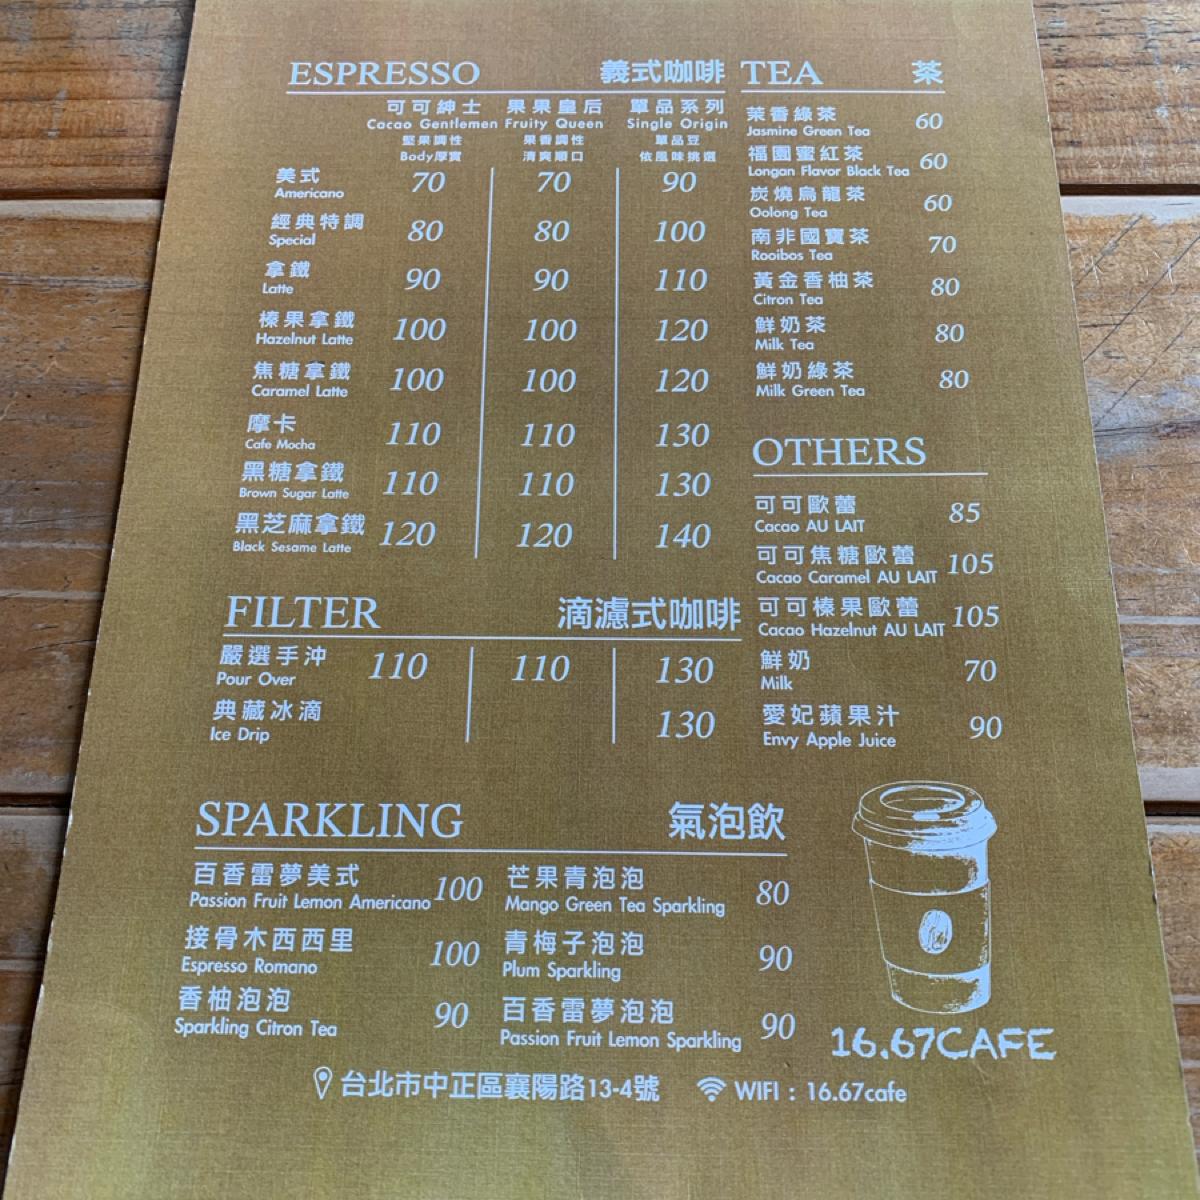 ESPRESSO 義式咖啡
可可紳士 果果皇后 單品系列
Cacao Gentlemen Fruity Queen Single Origin
堅果調性 果香調性 單品豆
Body厚實 清爽順口 依風味挑選
美式 70 70 90
Americano
經典特調 80 80 100
Special
拿鐵 90 90 110
Latte
榛果拿鐵 100 100 120
Hazelnut Latte
焦糖拿鐵 100 100 120
Caramel Latte
摩卡 110 110 130
Cafe Mocha
黑糖拿鐵 110 110 130
Brown Sugar Latte
黑芝麻拿鐵 120 120 140
Black Sesame Latte
FILTER 滴濾式咖啡
嚴選手沖 110 110 130
Pour Over
典藏冰滴 130
Ice Drip
TEA 茶
茉香綠茶 60
Jasmine Green Tea
福園蜜紅茶 60
Longan Flavor Black Tea
炭燒烏龍茶 60
Oolong Tea
南非國寶茶 70
Rooibos Tea
黃金香柚茶 80
Citron Tea
鮮奶茶 80
Milk Tea
鮮奶綠茶 80
Milk Green Tea
OTHERS
可可歐蕾 85
Cacao AU LAIT
可可焦糖歐蕾 105
Cacao Caramel AU LAIT
可可榛果歐蕾 105
Cacao Hazelnut AU LAIT
鮮奶 70
Milk
愛妃蘋果汁 90
Envy Apple Juice
SPARKLING 氣泡飲
百香雷夢美式 100
Passion Fruit Lemon Americano
接骨木西西里 100
Espresso Romano
香柚泡泡 90
Sparkling Citron Tea
芒果青泡泡 80
Mango Green Tea Sparkling
青梅子泡泡 90
Plum Sparkling
百香雷夢泡泡 90
Passion Fruit Lemon Sparkling
16.67CAFE
台北市中正區襄陽路13-4號 WIFI : 16.67cafe